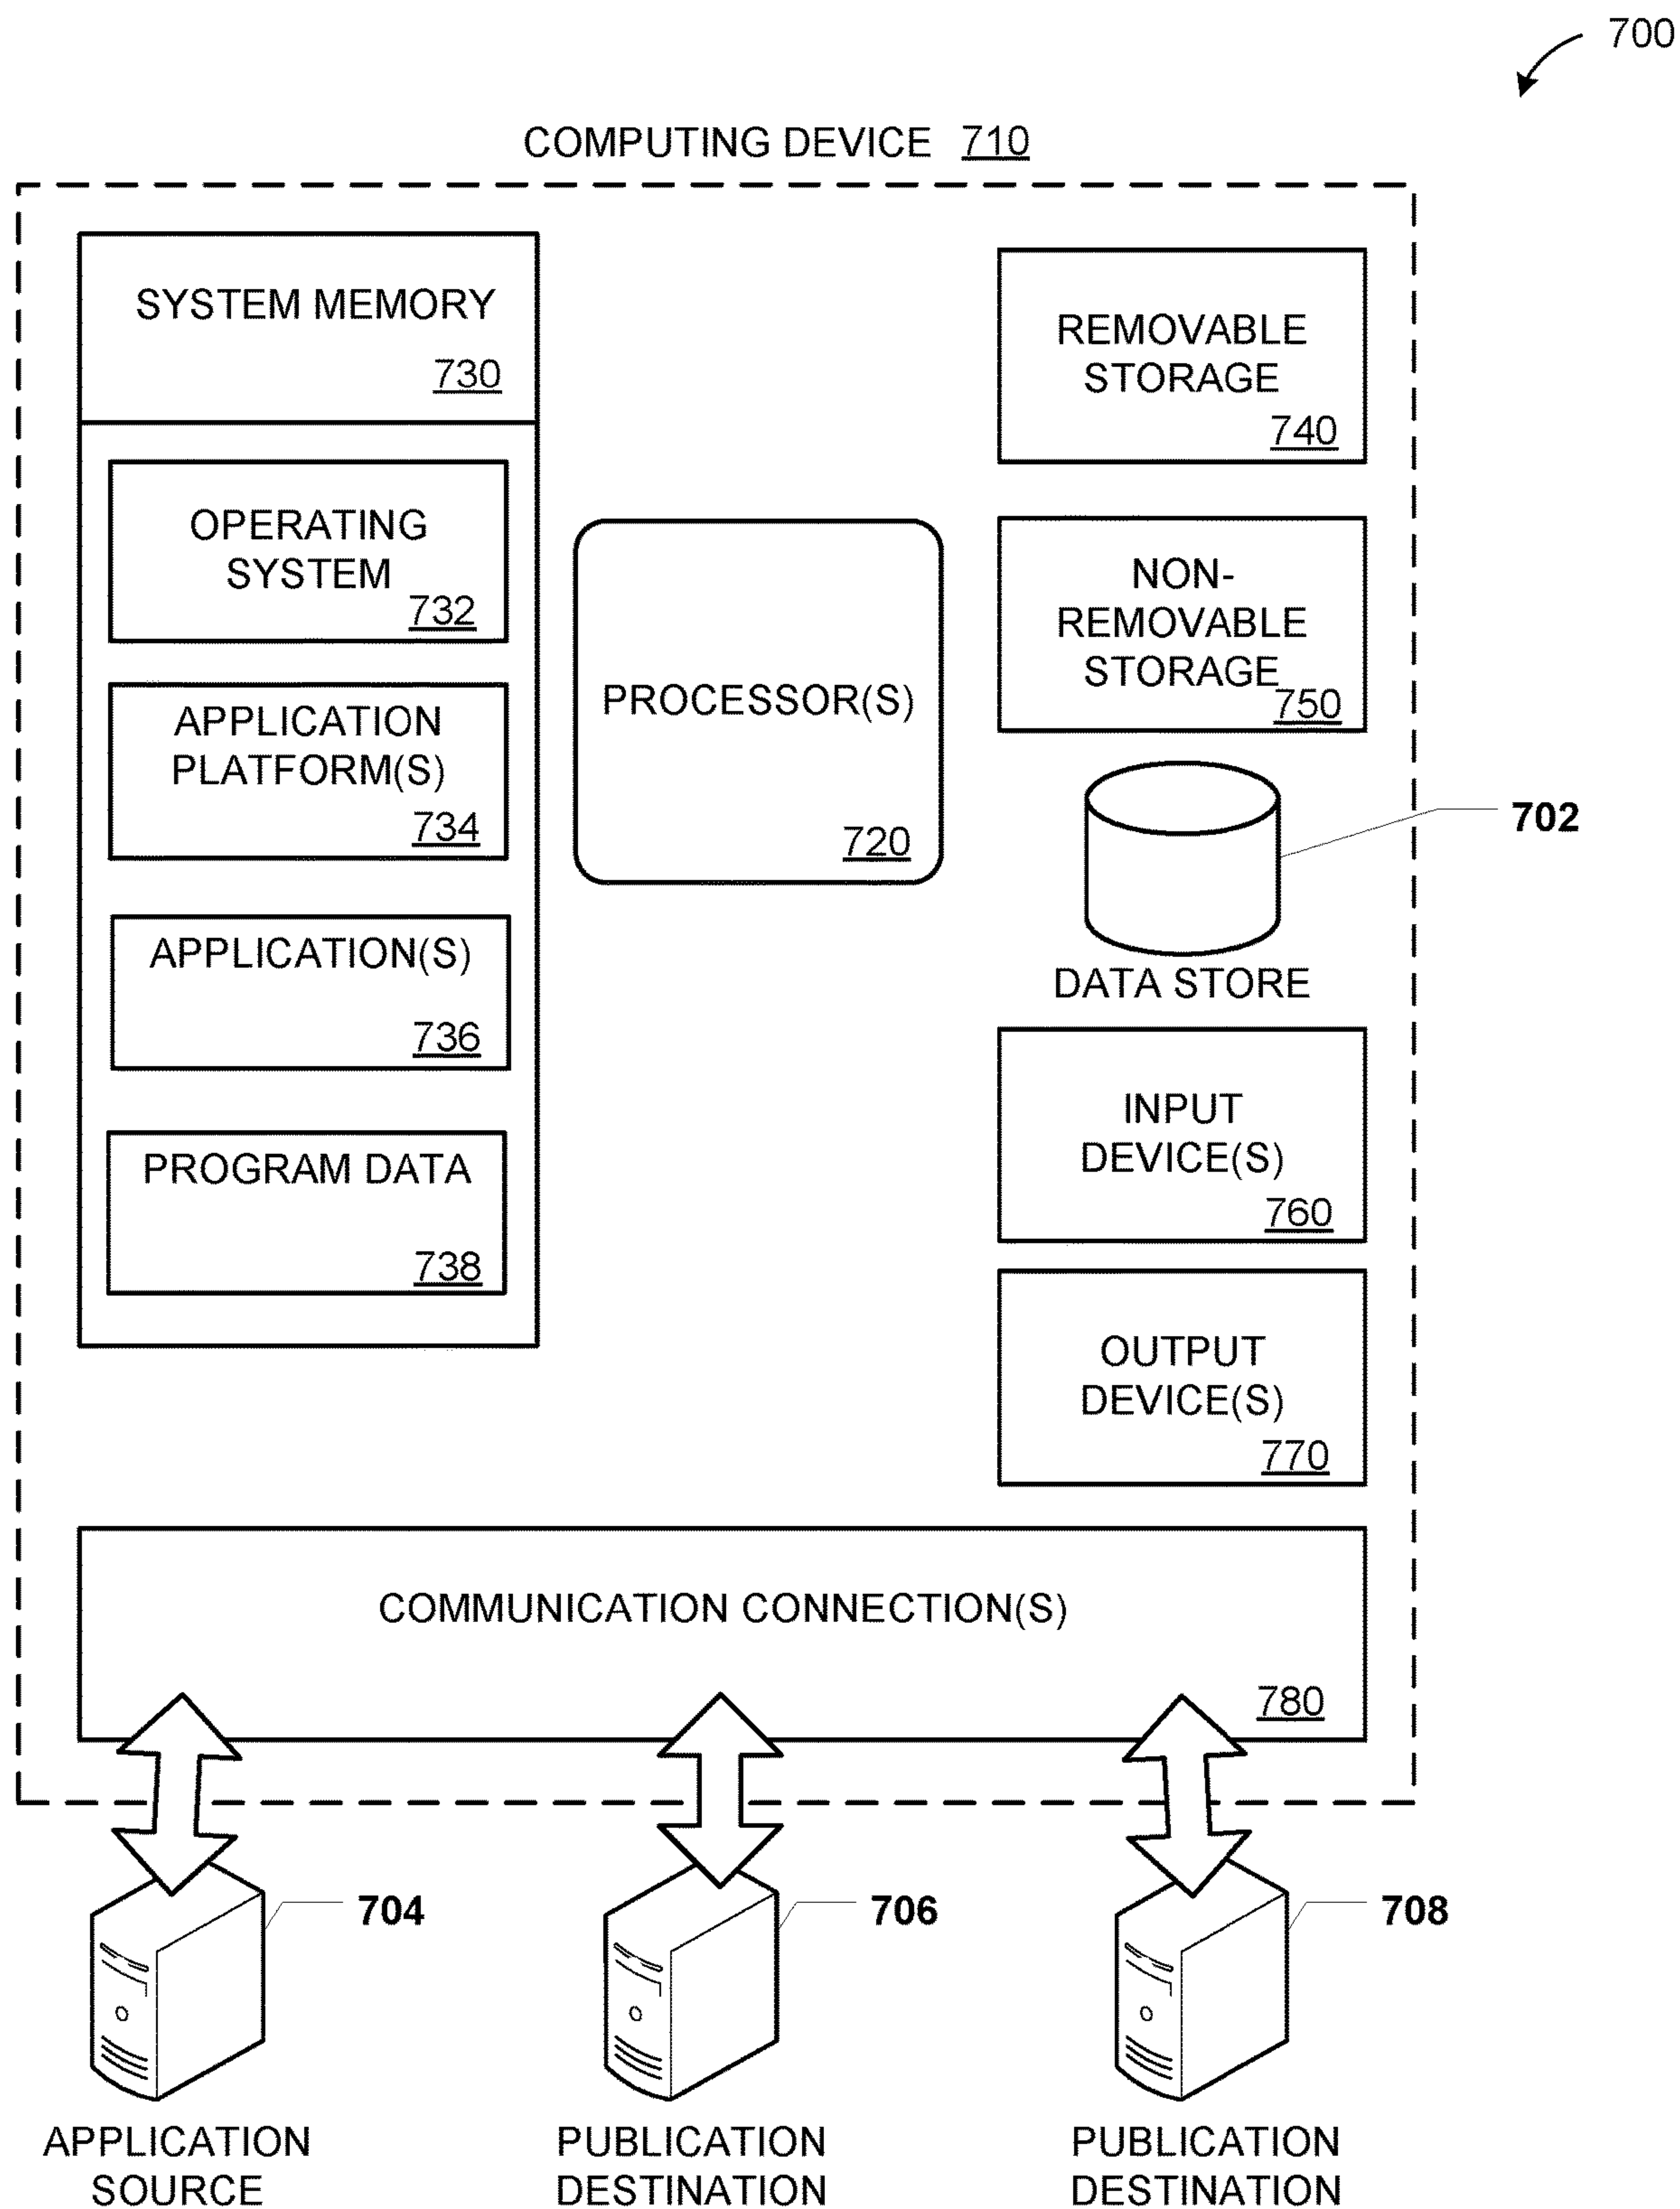 700
COMPUTING DEVICE 710
SYSTEM MEMORY
730
OPERATING
SYSTEM
732
APPLICATION
PLATFORM(S)
734
APPLICATION(S)
736
PROGRAM DATA
738
PROCESSOR(S)
720
REMOVABLE
STORAGE
740
NON-
REMOVABLE
STORAGE
750
702
DATA STORE
INPUT
DEVICE(S)
760
OUTPUT
DEVICE(S)
770
COMMUNICATION CONNECTION(S)
780
704
706
708
APPLICATION
SOURCE
PUBLICATION
DESTINATION
PUBLICATION
DESTINATION